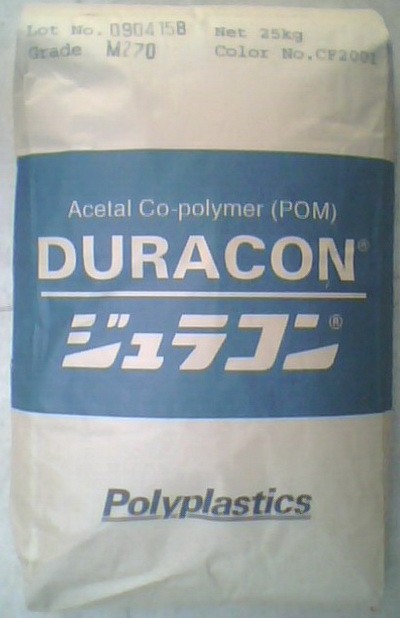 Lot No. 0904758 Net 25kg
Grade M270 Color No.CF2001
Acetal Co-polymer (POM)
DURACON®
ジュラコン®
Polyplastics